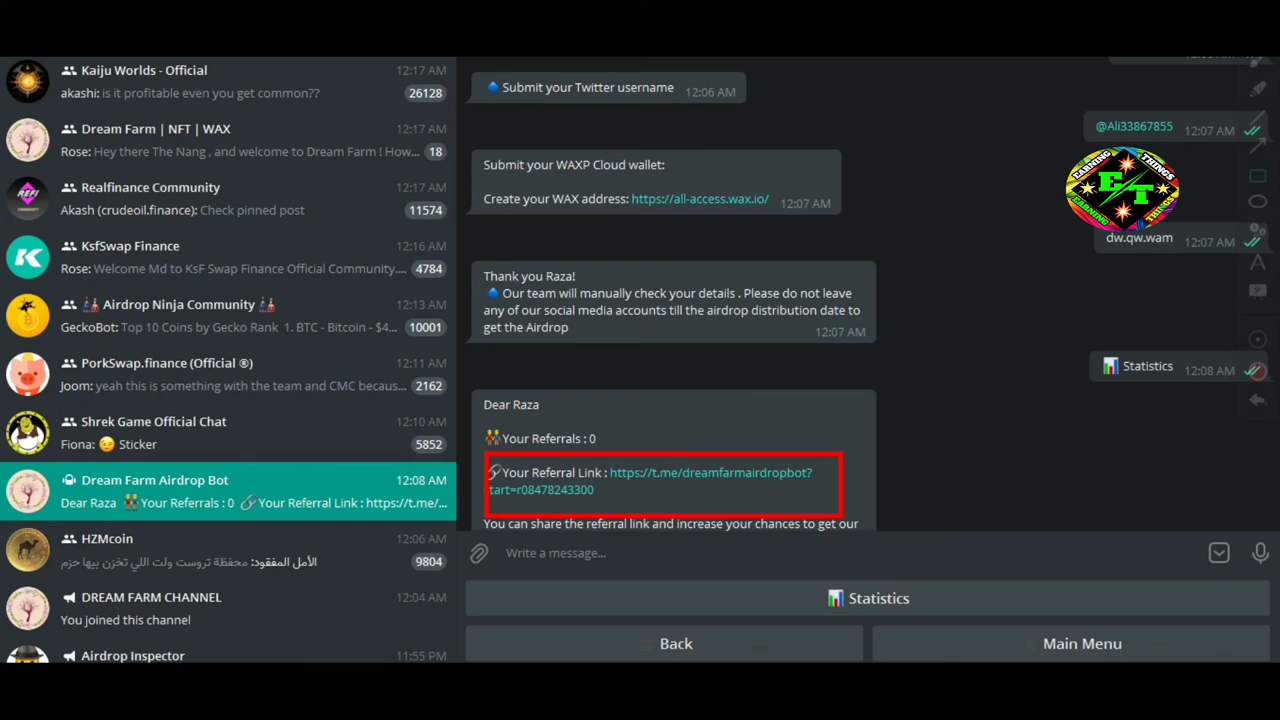 Kaiju Worlds - Official 12:17 AM
akashi: is it profitable even you get common?? 26128
Dream Farm | NFT | WAX 12:17 AM
Rose: Hey there The Nang , and welcome to Dream Farm ! How... 18
REFI
Realfinance Community 12:17 AM
Akash (crudeoil.finance): Check pinned post 11574
KsfSwap Finance 12:16 AM
Rose: Welcome Md to KsF Swap Finance Official Community.... 4784
Airdrop Ninja Community 12:13 AM
GeckoBot: Top 10 Coins by Gecko Rank 1. BTC - Bitcoin - $4... 10001
PorkSwap.finance (Official ®) 12:11 AM
Joom: yeah this is something with the team and CMC becaus... 2162
Shrek Game Official Chat 12:10 AM
Fiona: 😉 Sticker 5852
Dream Farm Airdrop Bot 12:08 AM
Dear Raza 👬Your Referrals : 0 🔗Your Referral Link : https://t.me/...
HZMcoin 12:06 AM
الأمل المفقود: محفظة تروست ولت اللي تخزن بيها حزم 9804
DREAM FARM CHANNEL 12:04 AM
You joined this channel
Airdrop Inspector 11:55 PM
🔹Submit your Twitter username 12:06 AM
@Ali33867855 12:07 AM
Submit your WAXP Cloud wallet:
Create your WAX address: https://all-access.wax.io/ 12:07 AM
EARNING THINGS
ET
EARNING THINGS
dw.qw.wam 12:07 AM
Thank you Raza!
🔹Our team will manually check your details . Please do not leave
any of our social media accounts till the airdrop distribution date to
get the Airdrop 12:07 AM
📊 Statistics 12:08 AM
Dear Raza
👬Your Referrals : 0
🔗Your Referral Link : https://t.me/dreamfarmairdropbot?
tart=r08478243300
You can share the referral link and increase your chances to get our
Write a message...
📊 Statistics
Back
Main Menu